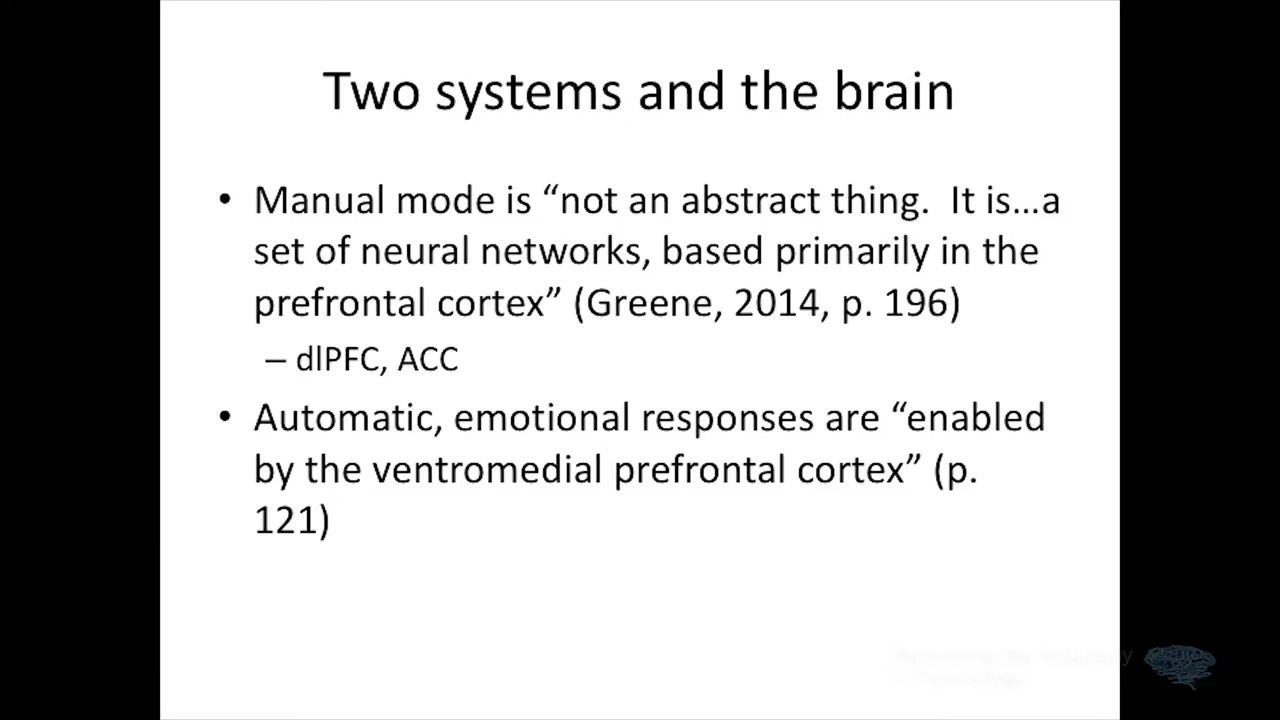 Two systems and the brain
• Manual mode is “not an abstract thing.  It is…a
set of neural networks, based primarily in the
prefrontal cortex” (Greene, 2014, p. 196)
– dlPFC, ACC
• Automatic, emotional responses are “enabled
by the ventromedial prefrontal cortex” (p.
121)